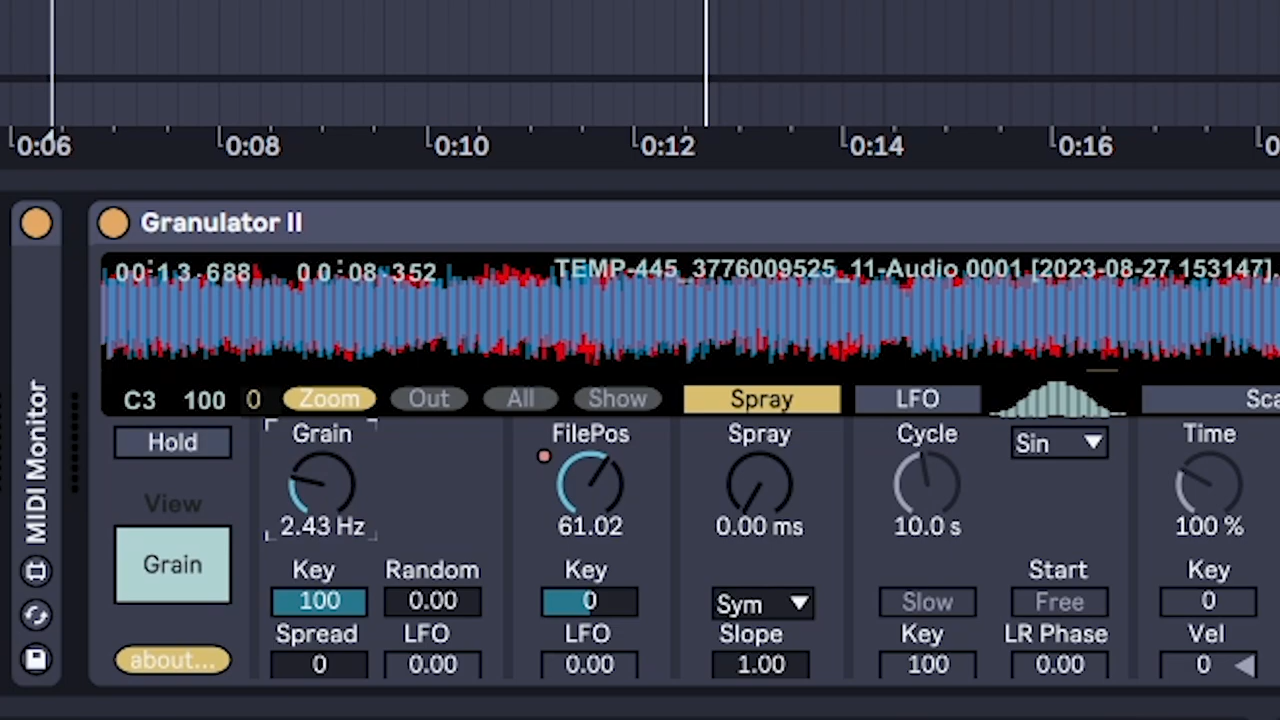 0:06 0:08 0:10 0:12 0:14 0:16
Granulator II
00:13.688 00:08.352 TEMP-445_3776009525_11-Audio 0001 [2023-08-27 153147].
C3 100 0 Zoom Out All Show Spray LFO
Hold Grain FilePos Spray Cycle Sin Time
View 2.43 Hz 61.02 0.00 ms 10.0 s 100 %
Grain Key Random Key Start Key
100 0.00 0 Sym Slow Free 0
Spread LFO LFO Slope Key LR Phase Vel
about... 0 0.00 0.00 1.00 100 0.00 0
MIDI Monitor